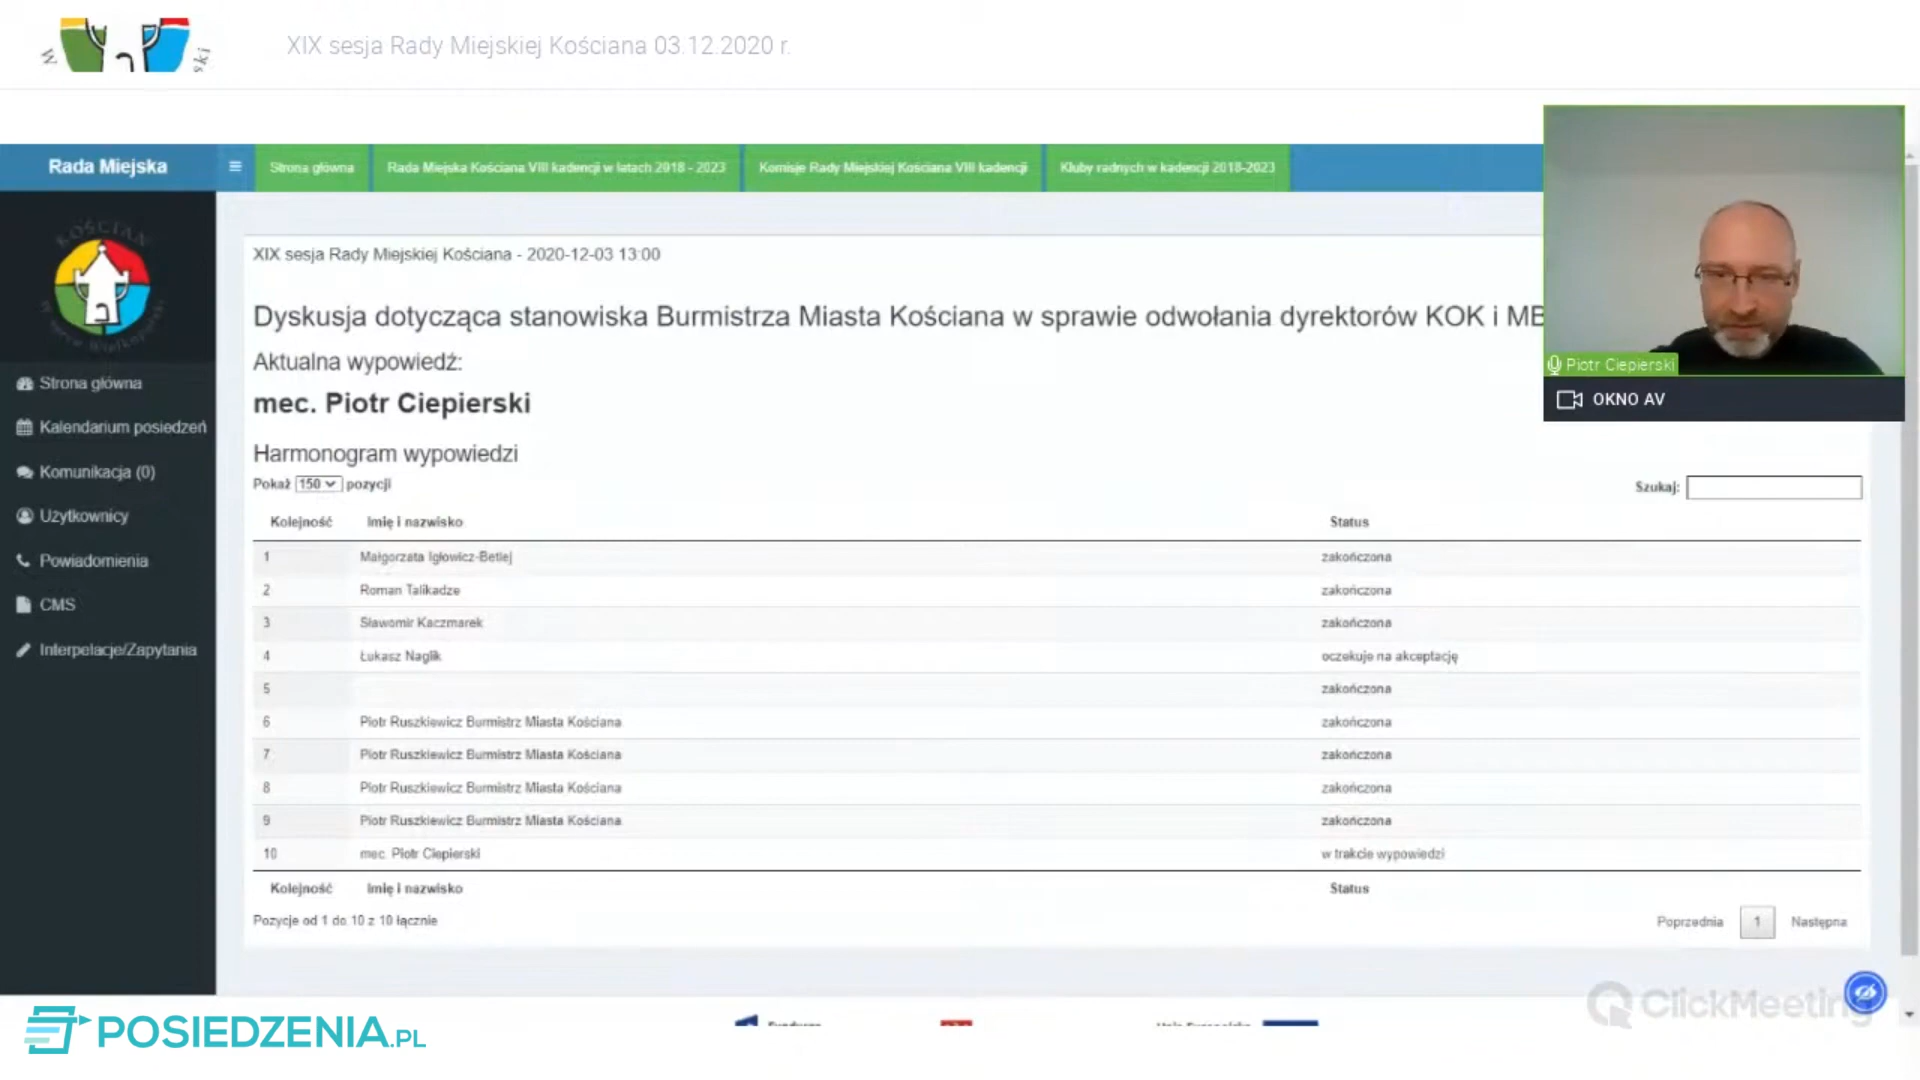 XIX sesja Rady Miejskiej Kościana 03.12.2020 r.
Rada Miejska
Strona główna
Rada Miejska Kościana VIII kadencji w latach 2018 - 2023
Komisje Rady Miejskiej Kościana VIII kadencji
Kluby radnych w kadencji 2018-2023
KOŚCIAN
Strona główna
Kalendarium posiedzeń
Komunikacja (0)
Użytkownicy
Powiadomienia
CMS
Interpelacje/Zapytania
XIX sesja Rady Miejskiej Kościana - 2020-12-03 13:00
Dyskusja dotycząca stanowiska Burmistrza Miasta Kościana w sprawie odwołania dyrektorów KOK i MB
Aktualna wypowiedź:
mec. Piotr Ciepierski
Harmonogram wypowiedzi
Pokaż 150 pozycji
Szukaj:
Kolejność Imię i nazwisko Status
1 Małgorzata Igłowicz-Betlej zakończona
2 Roman Talikadze zakończona
3 Sławomir Kaczmarek zakończona
4 Łukasz Naglik oczekuje na akceptację
5 zakończona
6 Piotr Ruszkiewicz Burmistrz Miasta Kościana zakończona
7 Piotr Ruszkiewicz Burmistrz Miasta Kościana zakończona
8 Piotr Ruszkiewicz Burmistrz Miasta Kościana zakończona
9 Piotr Ruszkiewicz Burmistrz Miasta Kościana zakończona
10 mec. Piotr Ciepierski w trakcie wypowiedzi
Kolejność Imię i nazwisko Status
Pozycje od 1 do 10 z 10 łącznie
Poprzednia 1 Następna
Piotr Ciepierski
OKNO AV
ClickMeeting
POSIEDZENIA.PL